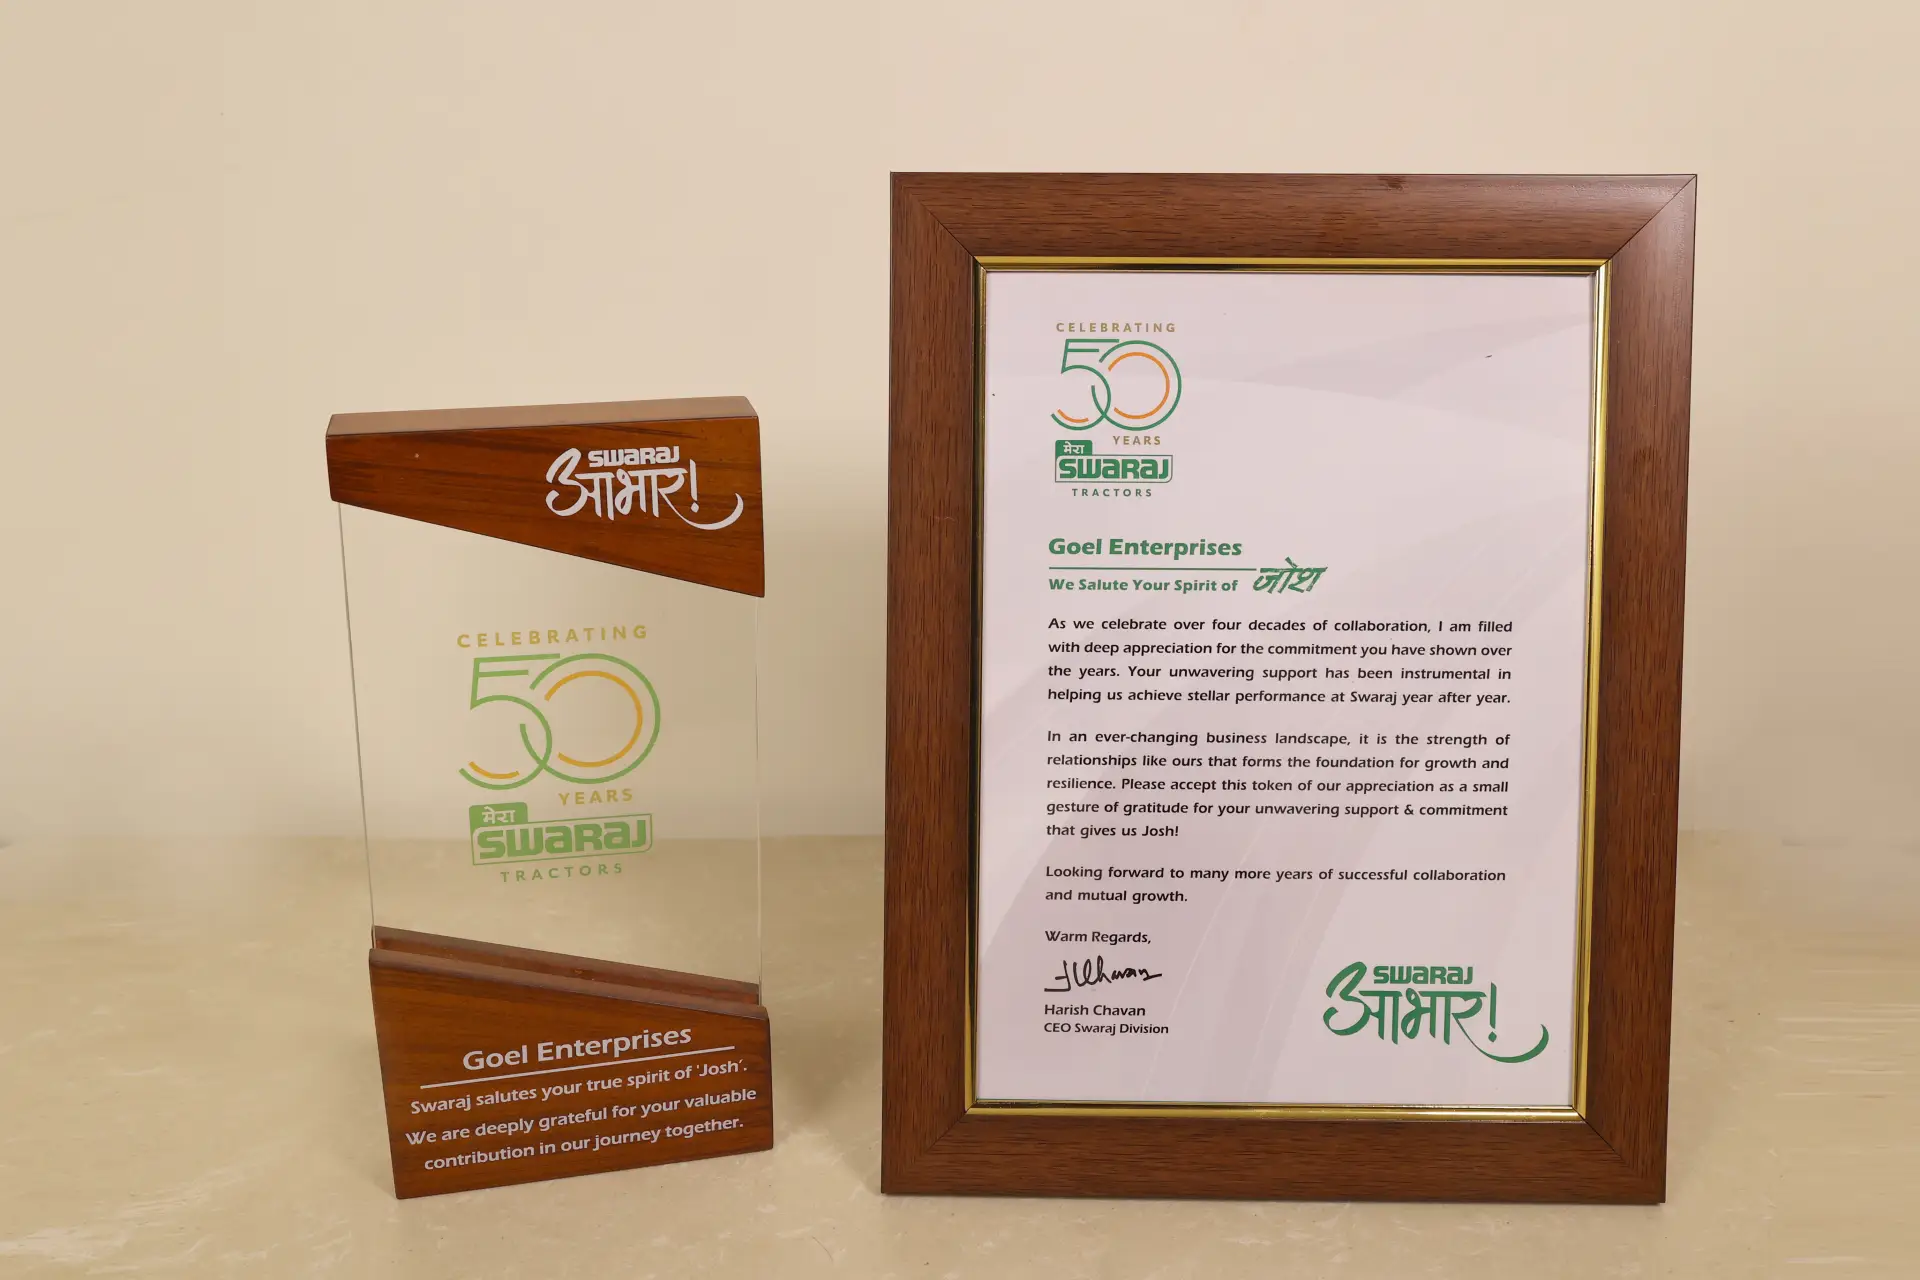 SWARAJ
आभार!
CELEBRATING
50
YEARS
मेरा
SWARAJ
TRACTORS
Goel Enterprises
Swaraj salutes your true spirit of 'Josh'.
We are deeply grateful for your valuable
contribution in our journey together.
CELEBRATING
50
YEARS
मेरा
SWARAJ
TRACTORS
Goel Enterprises
We Salute Your Spirit of जोश
As we celebrate over four decades of collaboration, I am filled
with deep appreciation for the commitment you have shown over
the years. Your unwavering support has been instrumental in
helping us achieve stellar performance at Swaraj year after year.
In an ever-changing business landscape, it is the strength of
relationships like ours that forms the foundation for growth and
resilience. Please accept this token of our appreciation as a small
gesture of gratitude for your unwavering support & commitment
that gives us Josh!
Looking forward to many more years of successful collaboration
and mutual growth.
Warm Regards,
Harish Chavan
CEO Swaraj Division
SWARAJ
आभार!